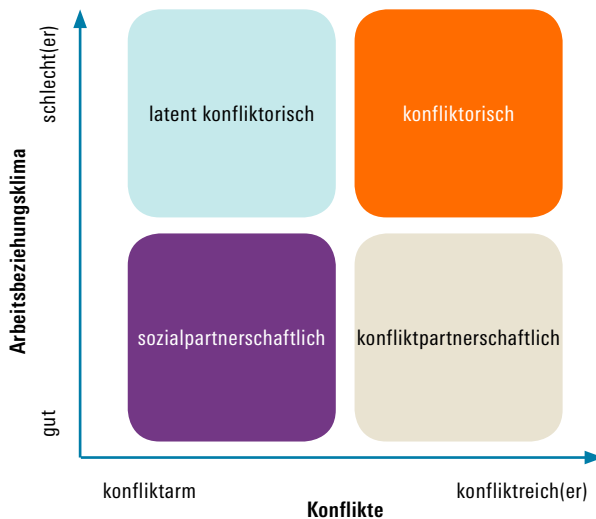 schlecht(er)
latent konfliktorisch
konfliktorisch
Arbeitsbeziehungsklima
sozialpartnerschaftlich
konfliktpartnerschaftlich
gut
konfliktarm
konfliktreich(er)
Konflikte